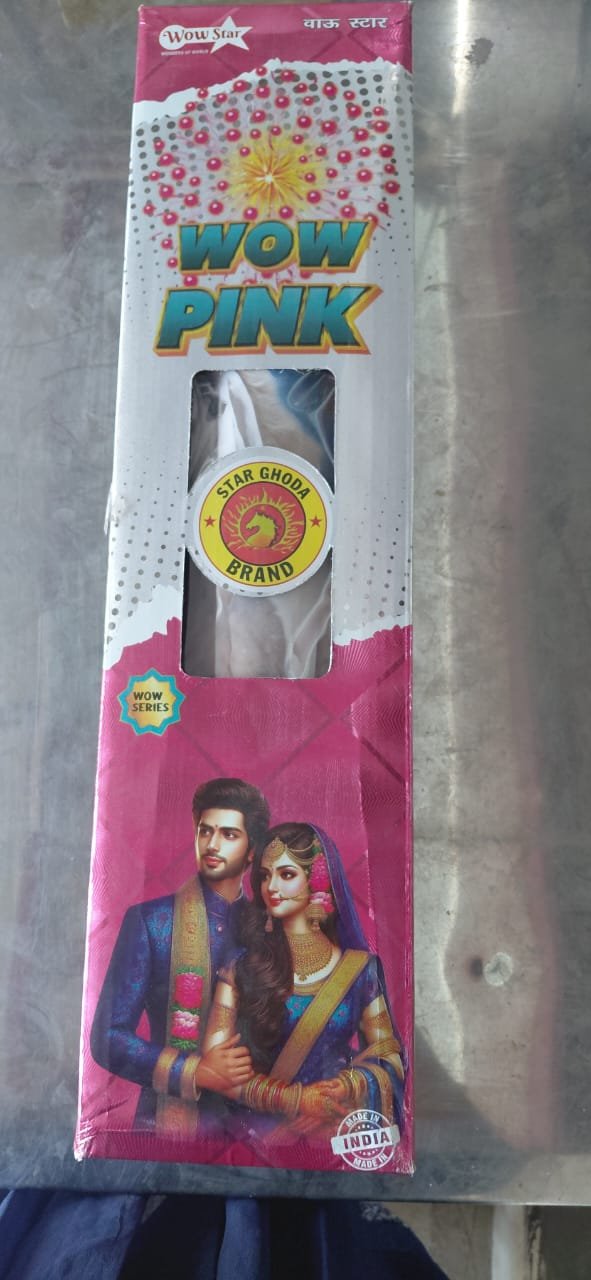 Wow Star
WONDERS OF WORLD
वाऊ स्टार
WOW
PINK
STAR GHODA
BRAND
WOW
SERIES
MADE IN
INDIA
MADE IN